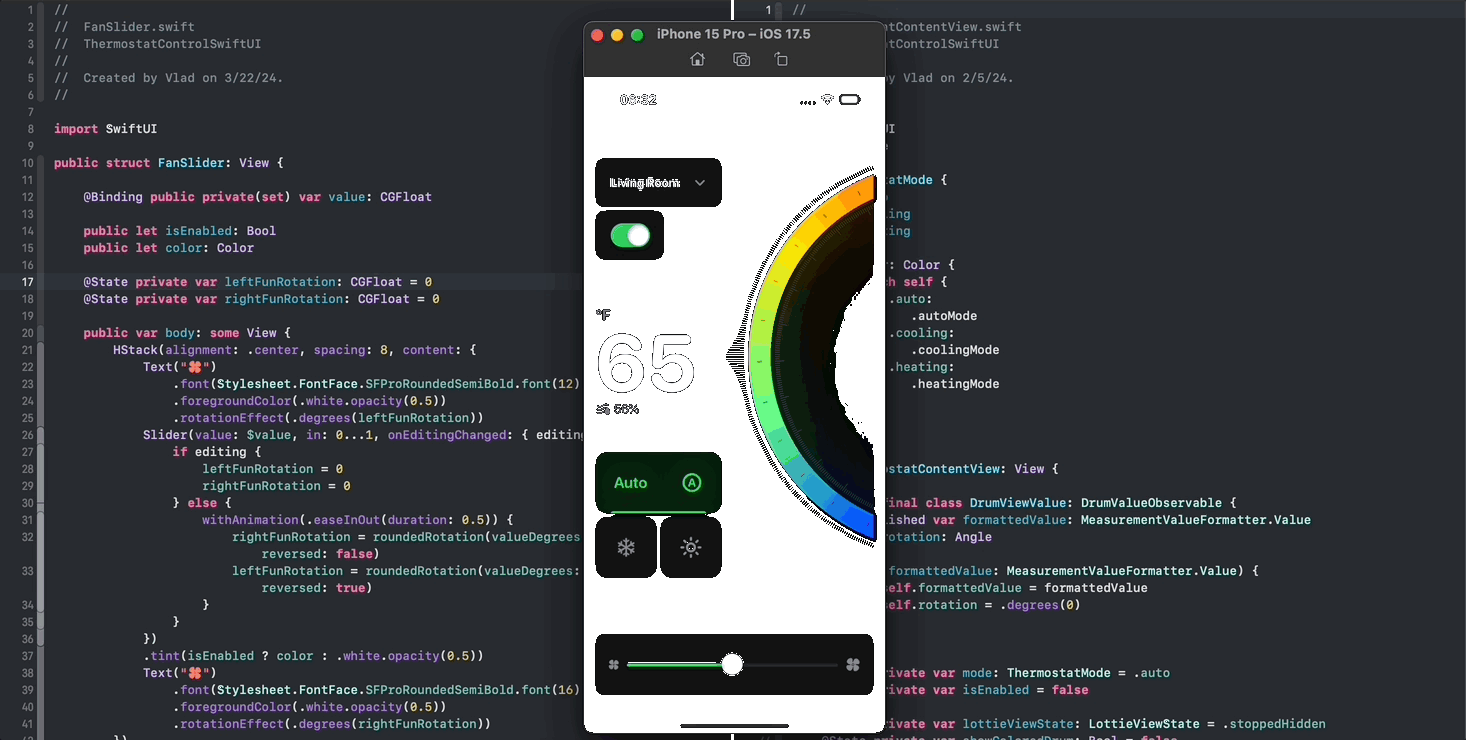 1 //
2 // FanSlider.swift
3 // ThermostatControlSwiftUI
4 //
5 // Created by Vlad on 3/22/24.
6 //
7
8 import SwiftUI
9
10 public struct FanSlider: View {
11
12 @Binding public private(set) var value: CGFloat
13
14 public let isEnabled: Bool
15 public let color: Color
16
17 @State private var leftFunRotation: CGFloat = 0
18 @State private var rightFunRotation: CGFloat = 0
19
20 public var body: some View {
21 HStack(alignment: .center, spacing: 8, content: {
22 Text("")
23 .font(Stylesheet.FontFace.SFProRoundedSemiBold.font(12)
24 .foregroundColor(.white.opacity(0.5))
25 .rotationEffect(.degrees(leftFunRotation))
26 Slider(value: $value, in: 0...1, onEditingChanged: { editing
27 if editing {
28 leftFunRotation = 0
29 rightFunRotation = 0
30 } else {
31 withAnimation(.easeInOut(duration: 0.5)) {
32 rightFunRotation = roundedRotation(valueDegrees
reversed: false)
33 leftFunRotation = roundedRotation(valueDegrees:
reversed: true)
34 }
35 }
36 })
37 .tint(isEnabled ? color : .white.opacity(0.5))
38 Text("")
39 .font(Stylesheet.FontFace.SFProRoundedSemiBold.font(16)
40 .foregroundColor(.white.opacity(0.5))
41 .rotationEffect(.degrees(rightFunRotation))
iPhone 15 Pro – iOS 17.5
Living Room
°F
65
56%
Auto A
1 //
tContentView.swift
tControlSwiftUI
y Vlad on 2/5/24.
UI
atMode {
ing
ting
: Color {
h self {
.auto:
.autoMode
.cooling:
.coolingMode
.heating:
.heatingMode
statContentView: View {
final class DrumViewValue: DrumValueObservable {
lished var formattedValue: MeasurementValueFormatter.Value
rotation: Angle
formattedValue: MeasurementValueFormatter.Value) {
elf.formattedValue = formattedValue
elf.rotation = .degrees(0)
rivate var mode: ThermostatMode = .auto
rivate var isEnabled = false
rivate var lottieViewState: LottieViewState = .stoppedHidden